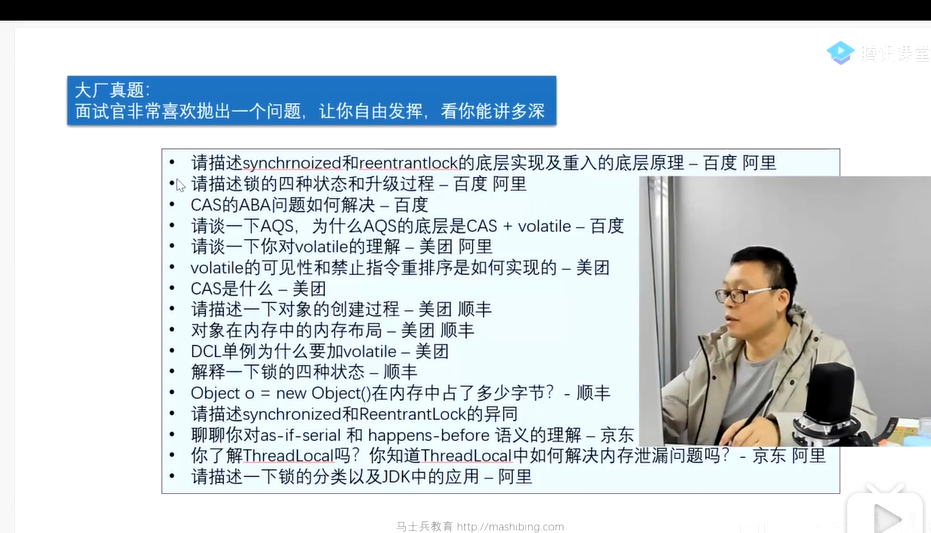 腾讯课堂
大厂真题：
面试官非常喜欢抛出一个问题，让你自由发挥，看你能讲多深
• 请描述synchrnoized和reentrantlock的底层实现及重入的底层原理 – 百度 阿里
• 请描述锁的四种状态和升级过程 – 百度 阿里
• CAS的ABA问题如何解决 – 百度
• 请谈一下AQS，为什么AQS的底层是CAS + volatile – 百度
• 请谈一下你对volatile的理解 – 美团 阿里
• volatile的可见性和禁止指令重排序是如何实现的 – 美团
• CAS是什么 – 美团
• 请描述一下对象的创建过程 – 美团 顺丰
• 对象在内存中的内存布局 – 美团 顺丰
• DCL单例为什么要加volatile – 美团
• 解释一下锁的四种状态 – 顺丰
• Object o = new Object()在内存中占了多少字节？- 顺丰
• 请描述synchronized和ReentrantLock的异同
• 聊聊你对as-if-serial 和 happens-before 语义的理解 – 京东
• 你了解ThreadLocal吗？你知道ThreadLocal中如何解决内存泄漏问题吗？- 京东 阿里
• 请描述一下锁的分类以及JDK中的应用 – 阿里
马士兵教育 http://mashibing.com